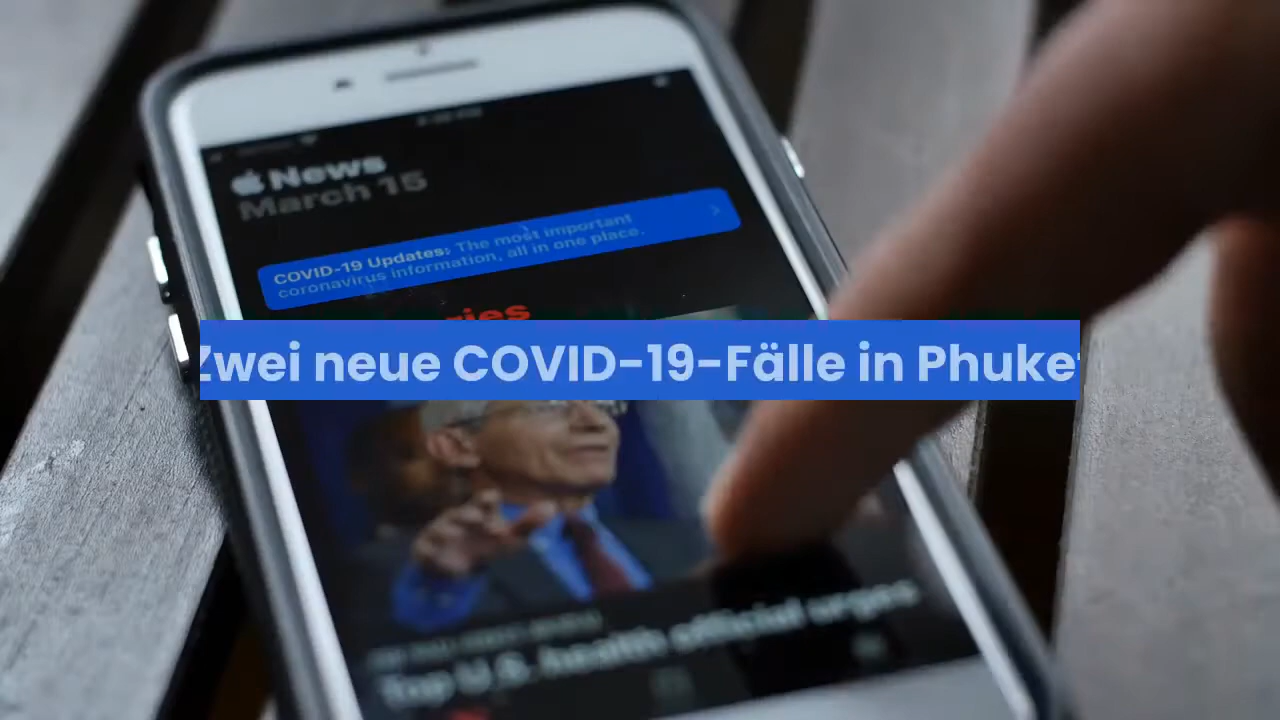 News
March 15
COVID-19 Updates: The most important
coronavirus information, all in one place.
Zwei neue COVID-19-Fälle in Phuket
Top U.S. health official urges